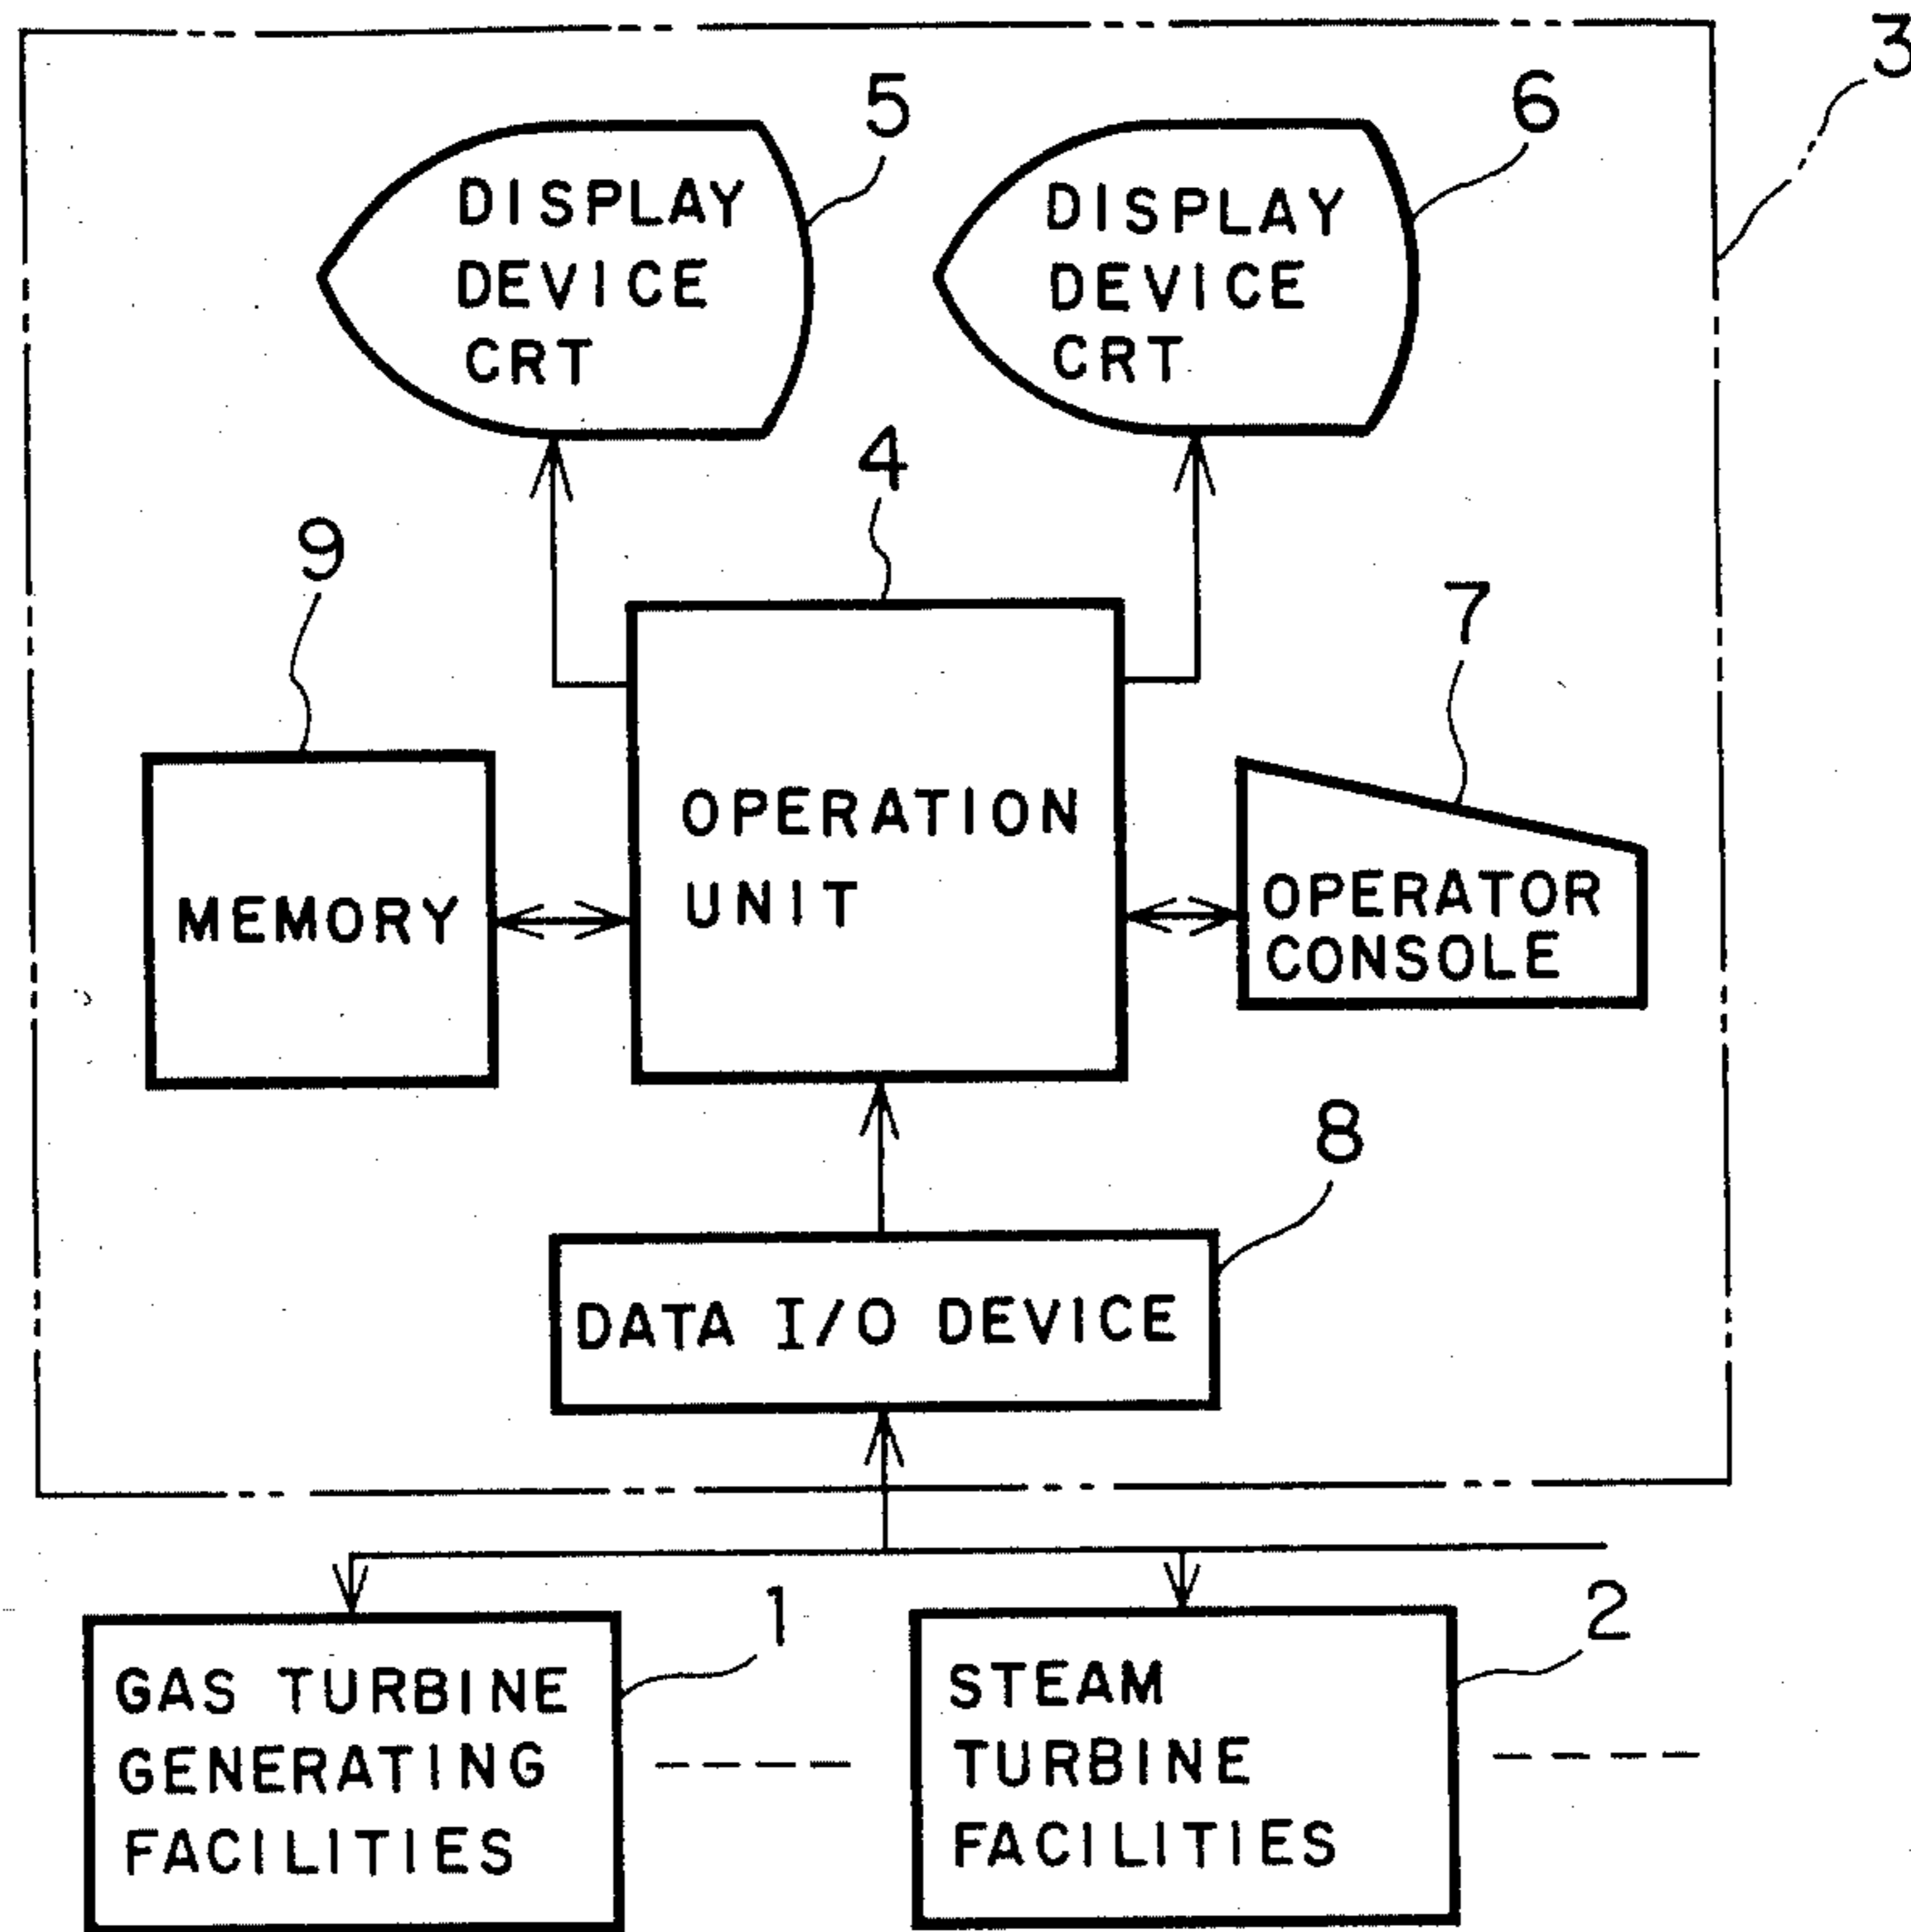 3
5
6
DISPLAY
DEVICE
CRT
DISPLAY
DEVICE
CRT
4
9
7
OPERATION
UNIT
MEMORY
OPERATOR
CONSOLE
8
DATA I/O DEVICE
1
2
GAS TURBINE
GENERATING
FACILITIES
STEAM
TURBINE
FACILITIES